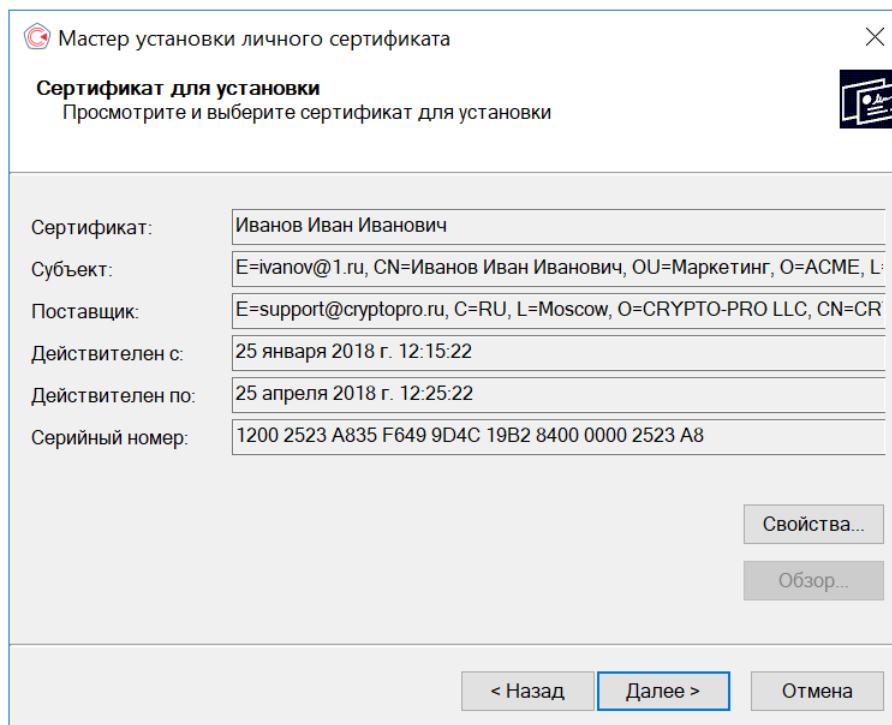 Мастер установки личного сертификата
Сертификат для установки
Просмотрите и выберите сертификат для установки
Сертификат: Иванов Иван Иванович
Субъект: E=ivanov@1.ru, CN=Иванов Иван Иванович, OU=Маркетинг, O=ACME, L=
Поставщик: E=support@cryptopro.ru, C=RU, L=Moscow, O=CRYPTO-PRO LLC, CN=CRY
Действителен с: 25 января 2018 г. 12:15:22
Действителен по: 25 апреля 2018 г. 12:25:22
Серийный номер: 1200 2523 A835 F649 9D4C 19B2 8400 0000 2523 A8
Свойства...
Обзор...
< Назад Далее > Отмена